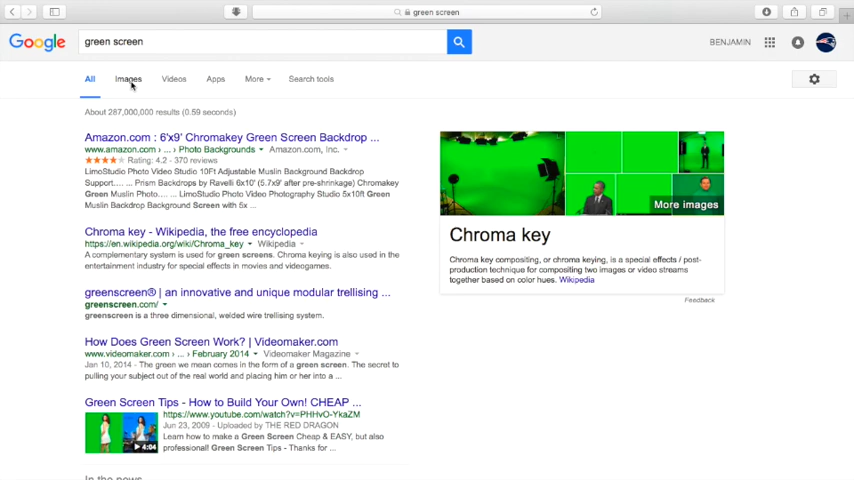 green screen
Google
green screen
BENJAMIN
All Images Videos Apps More Search tools
About 287,000,000 results (0.59 seconds)
Amazon.com : 6'x9' Chromakey Green Screen Backdrop ...
www.amazon.com › ... › Photo Backgrounds Amazon.com, Inc.
Rating: 4.2 - 370 reviews
LimoStudio Photo Video Studio 10Ft Adjustable Muslin Background Backdrop
Support.... ... Prism Backdrops by Ravelli 6x10' (5.7x9' after pre-shrinkage) Chromakey
Green Muslin Photo.... ... LimoStudio Photo Video Photography Studio 5x10ft Green
Muslin Backdrop Background Screen with 5x ...
Chroma key - Wikipedia, the free encyclopedia
https://en.wikipedia.org/wiki/Chroma_key Wikipedia
A complementary system is used for green screens. Chroma keying is also used in the
entertainment industry for special effects in movies and videogames.
greenscreen® | an innovative and unique modular trellising ...
greenscreen.com/
greenscreen is a three dimensional, welded wire trellising system.
How Does Green Screen Work? | Videomaker.com
www.videomaker.com › ... › February 2014 Videomaker Magazine
Jan 10, 2014 - The green we mean comes in the form of a green screen. The secret to
pulling your subject out of the real world and placing him or her into a ...
Green Screen Tips - How to Build Your Own! CHEAP ...
https://www.youtube.com/watch?v=PHHvO-YkaZM
Jun 23, 2009 - Uploaded by THE RED DRAGON
Learn how to make a Green Screen Cheap & EASY, but also
professional! Green Screen Tips - Thanks for ...
4:04
In the news
More images
Chroma key
Chroma key compositing, or chroma keying, is a special effects / post-
production technique for compositing two images or video streams
together based on color hues. Wikipedia
Feedback